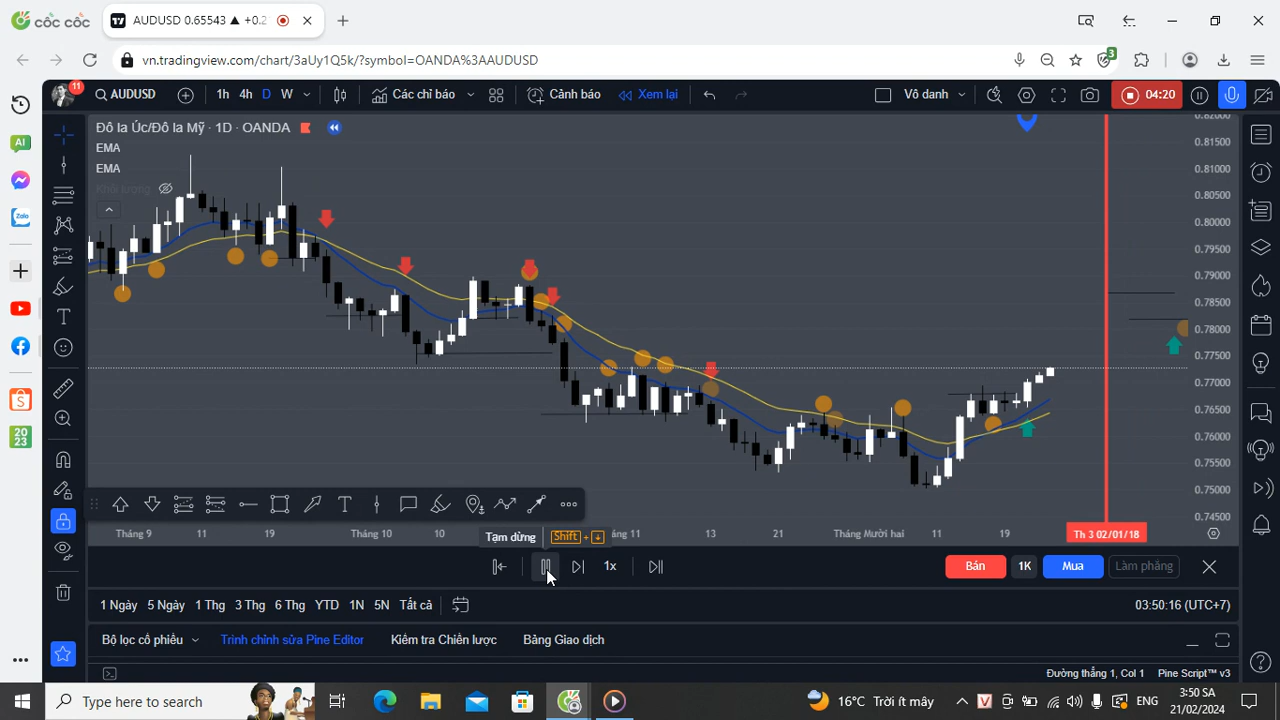 cốc cốc
AUDUSD 0.65543 ▲ +0.2
vn.tradingview.com/chart/3aUy1Q5k/?symbol=OANDA%3AAUDUSD
3
11
AUDUSD
1h
4h
D
W
Các chỉ báo
Cảnh báo
Xem lại
Vô danh
04:20
Đô la Úc/Đô la Mỹ · 1D · OANDA
EMA
EMA
Khối lượng
0.82000
0.81500
0.81000
0.80500
0.80000
0.79500
0.79000
0.78500
0.78000
0.77500
0.77000
0.76500
0.76000
0.75500
0.75000
0.74500
AI
Zalo
2023
Tháng 9
11
19
Tháng 10
10
11
13
21
Tháng Mười hai
11
19
Th 3 02/01/18
Tạm dừng
Shift + ↓
1x
Bán
1K
Mua
Làm phẳng
1 Ngày
5 Ngày
1 Thg
3 Thg
6 Thg
YTD
1N
5N
Tất cả
03:50:16 (UTC+7)
Bộ lọc cổ phiếu
Trình chỉnh sửa Pine Editor
Kiểm tra Chiến lược
Bảng Giao dịch
Đường thẳng 1, Col 1
Pine Script™ v3
Type here to search
16°C
Trời ít mây
ENG
3:50 SA
21/02/2024